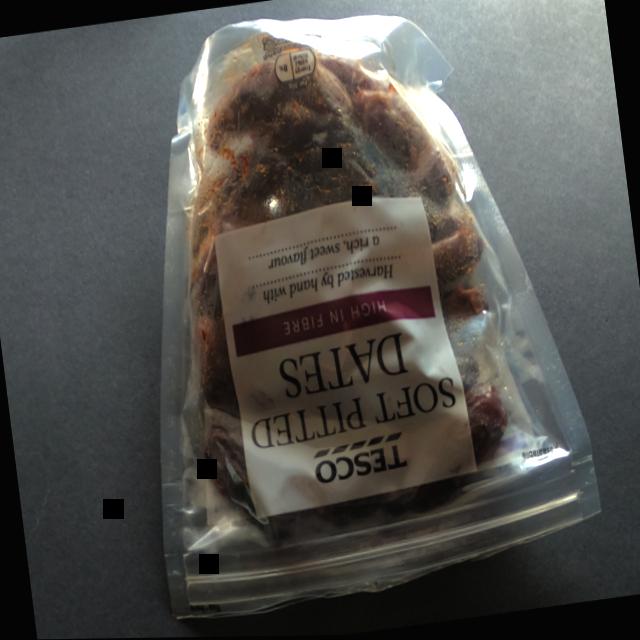 TESCO
SOFT PITTED
DATES
HIGH IN FIBRE
Harvested by hand with
a rich, sweet flavour